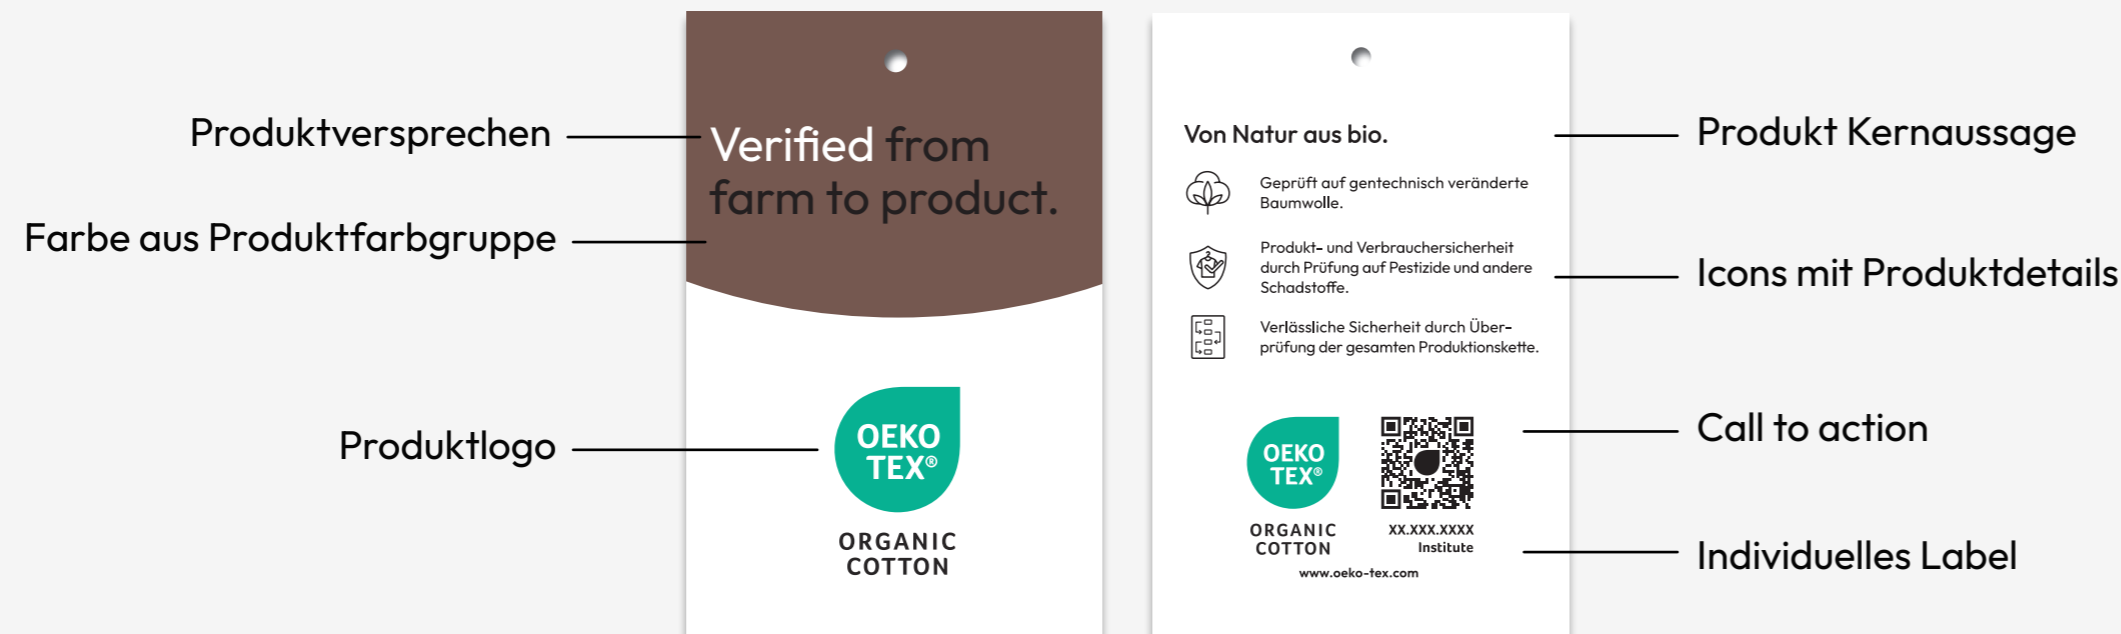 Produktversprechen
Farbe aus Produktfarbgruppe
Produktlogo
Verified from
farm to product.
OEKO
TEX®
ORGANIC
COTTON
Von Natur aus bio.
Geprüft auf gentechnisch veränderte
Baumwolle.
Produkt- und Verbrauchersicherheit
durch Prüfung auf Pestizide und andere
Schadstoffe.
Verlässliche Sicherheit durch Über-
prüfung der gesamten Produktionskette.
OEKO
TEX®
ORGANIC
COTTON
XX.XXX.XXXX
Institute
www.oeko-tex.com
Produkt Kernaussage
Icons mit Produktdetails
Call to action
Individuelles Label